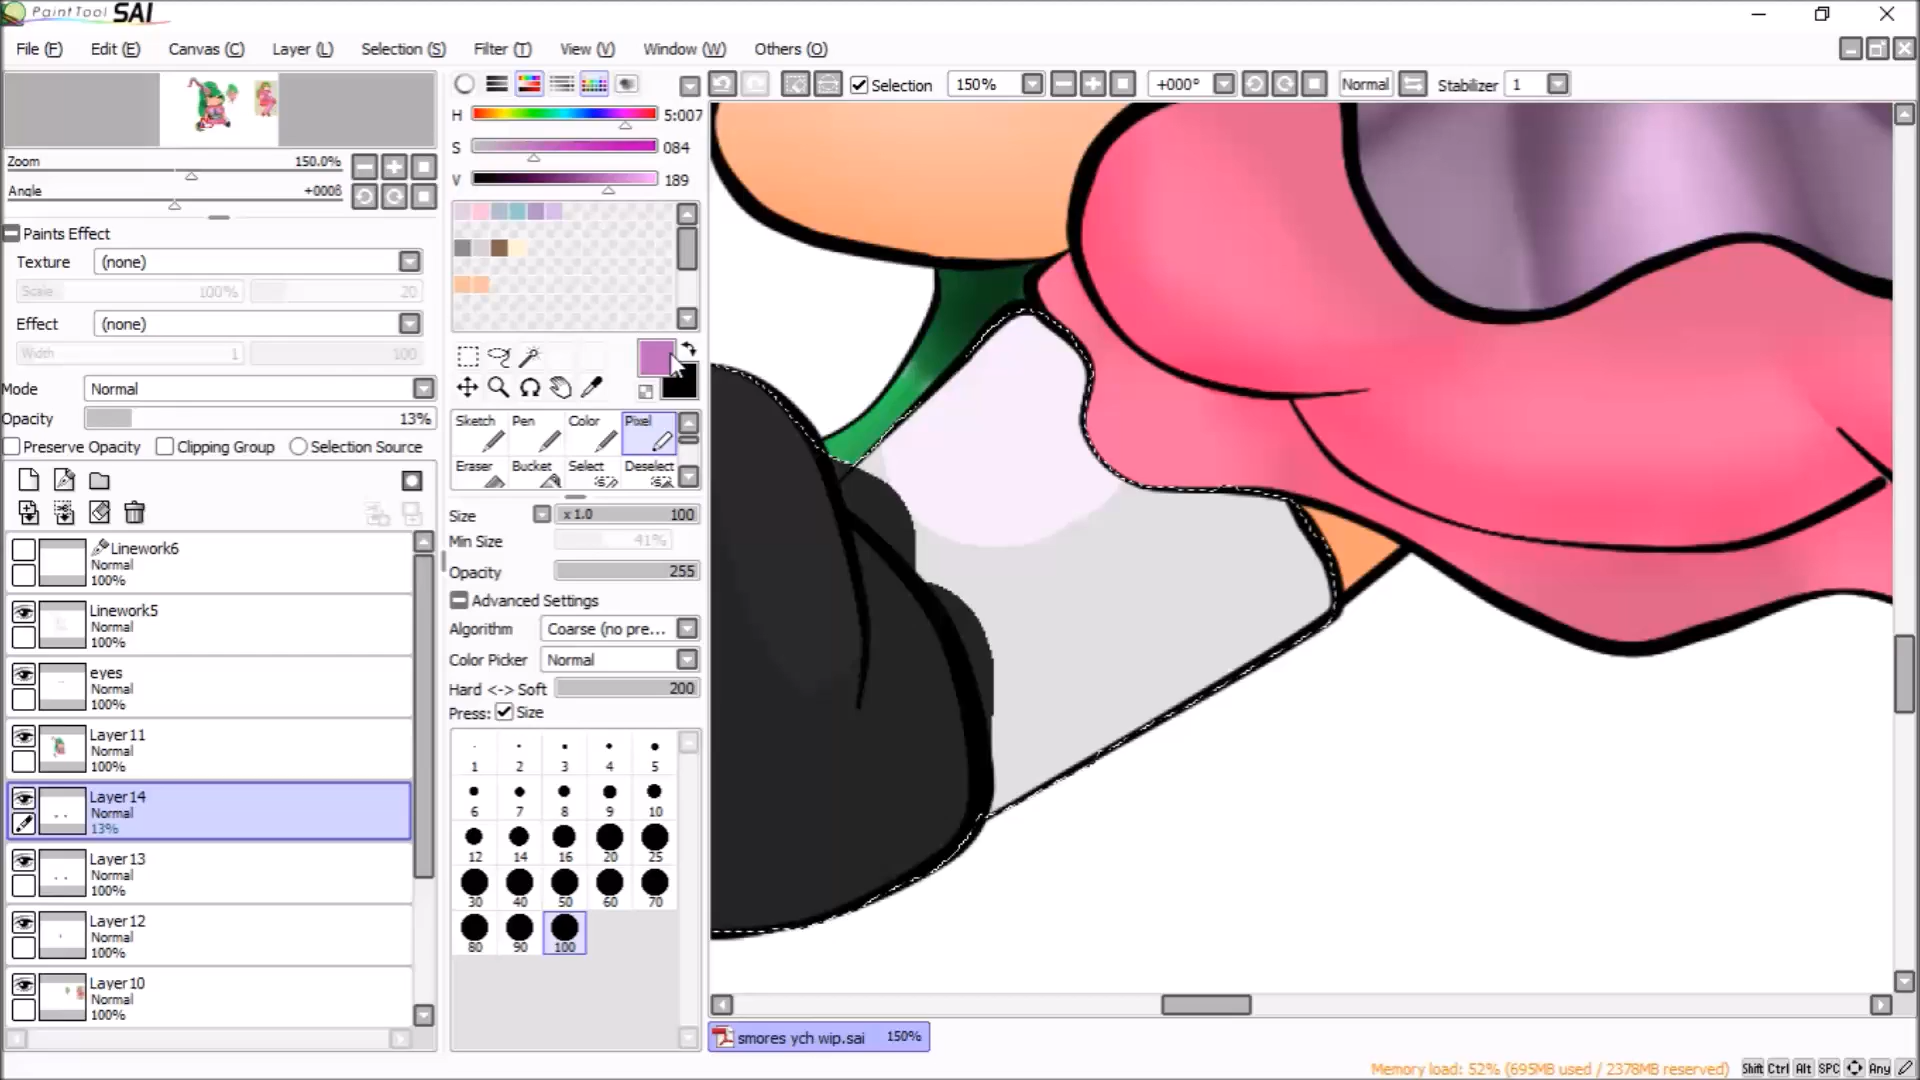 PaintTool SAI
File (F) Edit (E) Canvas (C) Layer (L) Selection (S) Filter (T) View (V) Window (W) Others (O)
Selection 150% +000° Normal Stabilizer 1
H 5:007
S 084
V 189
Zoom 150.0%
Angle +000ß
Paints Effect
Texture (none)
Scale 100% 20
Effect (none)
Width 1 100
Mode Normal
Opacity 13%
Preserve Opacity Clipping Group Selection Source
Sketch Pen Color Pixel
Eraser Bucket Select Deselect
Size x 1.0 100
Min Size 41%
Opacity 255
Advanced Settings
Algorithm Coarse (no pre...
Color Picker Normal
Hard <-> Soft 200
Press: Size
1 2 3 4 5
6 7 8 9 10
12 14 16 20 25
30 40 50 60 70
80 90 100
Linework6
Normal
100%
Linework5
Normal
100%
eyes
Normal
100%
Layer11
Normal
100%
Layer14
Normal
13%
Layer13
Normal
100%
Layer12
Normal
100%
Layer10
Normal
100%
smores ych wip.sai 150%
Memory load: 52% (695MB used / 2378MB reserved) Shift Ctrl Alt SPC Any